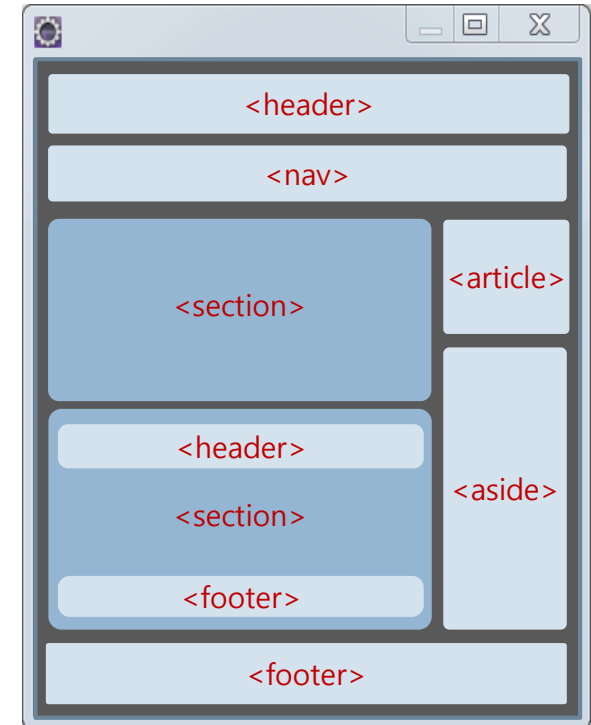 <header>
<nav>
<section>
<article>
<header>
<section>
<aside>
<footer>
<footer>